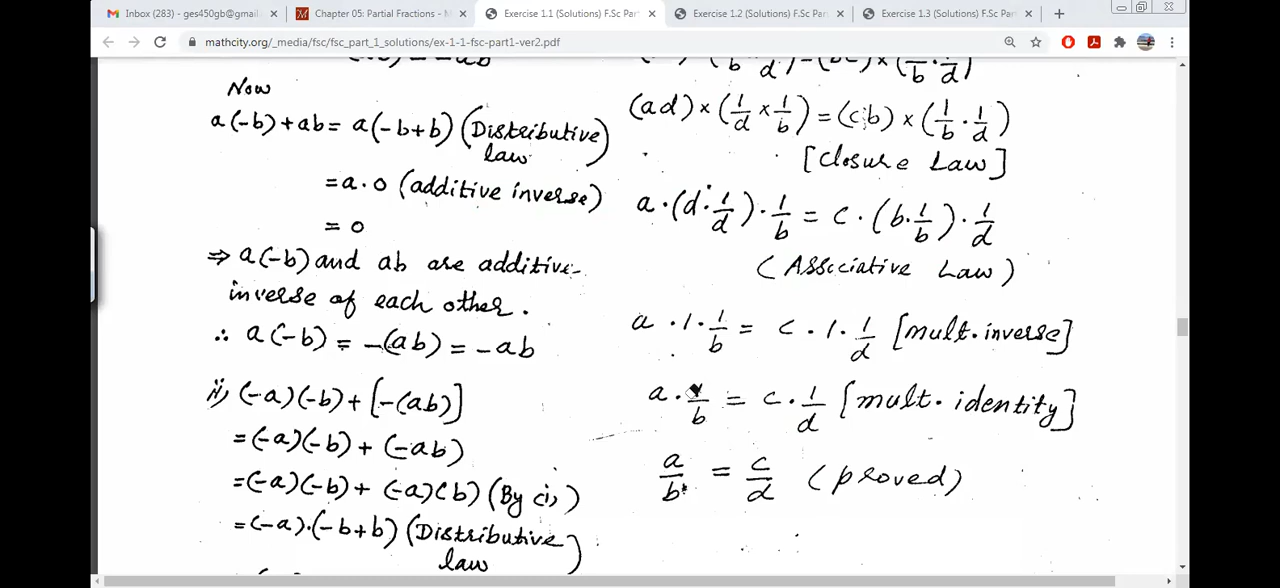 Inbox (283) - ges450gb@gmail.
Chapter 05: Partial Fractions - M
Exercise 1.1 (Solutions) F.Sc Par
Exercise 1.2 (Solutions) F.Sc Par
Exercise 1.3 (Solutions) F.Sc Par
mathcity.org/_media/fsc/fsc_part_1_solutions/ex-1-1-fsc-part1-ver2.pdf
Now
a(-b)+ab = a(-b+b) (Distributive
law)
= a·0 (additive inverse)
= 0
⇒ a(-b) and ab are additive
inverse of each other.
∴ a(-b) = -(ab) = -ab
ii, (-a)(-b) + [-(ab)]
= (-a)(-b) + (-ab)
= (-a)(-b) + (-a)(b) (By (i))
= (-a)·(-b+b) (Distributive
law)
(ad) × (1/d × 1/b) = (c·b) × (1/b · 1/d)
[Closure Law]
a·(d·1/d)·1/b = c·(b·1/b)·1/d
(Associative Law)
a·1·1/b = c·1·1/d [mult. inverse]
a·1/b = c·1/d [mult. identity]
a/b = c/d (proved)